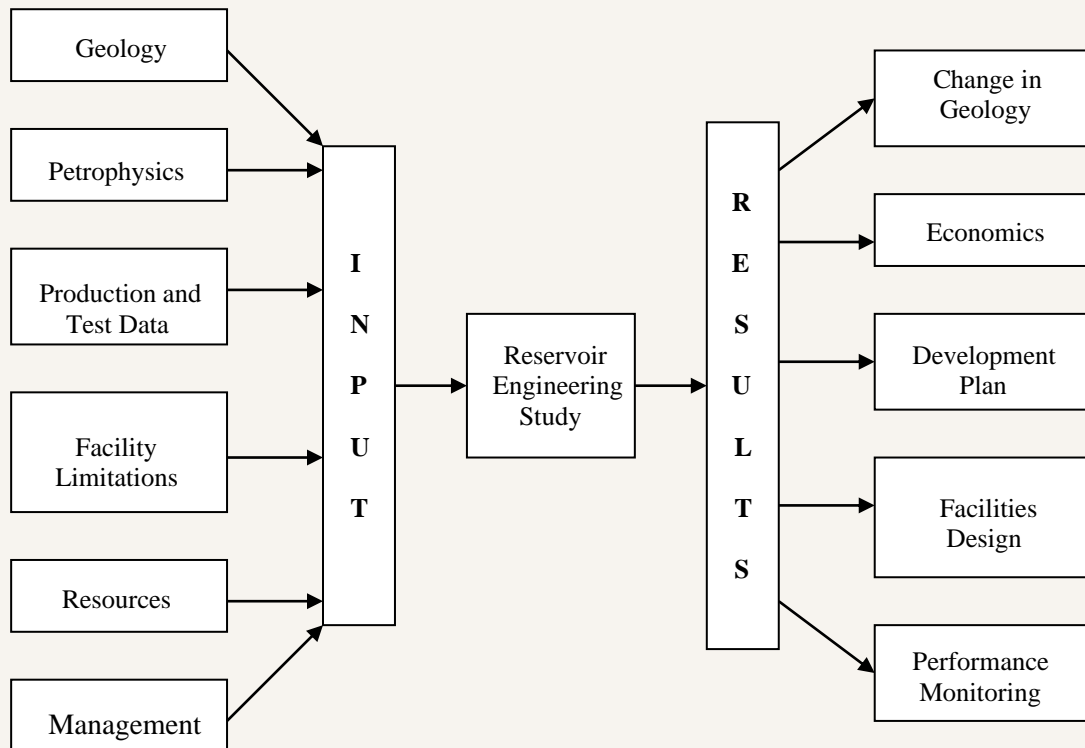 Geology
Petrophysics
Production and
Test Data
Facility
Limitations
Resources
Management
I
N
P
U
T
Reservoir
Engineering
Study
R
E
S
U
L
T
S
Change in
Geology
Economics
Development
Plan
Facilities
Design
Performance
Monitoring